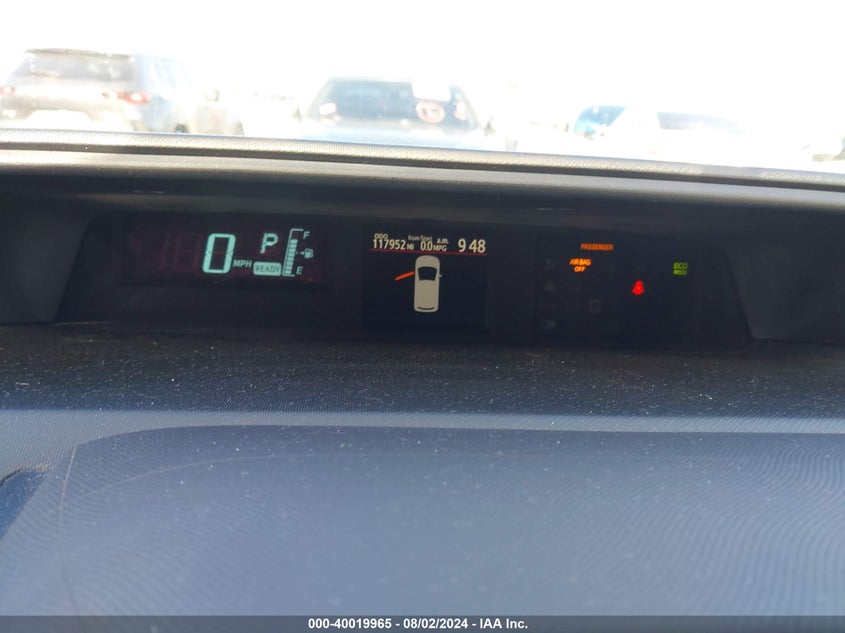 0 MPH P READY F E
ODO from Start a.m.
117952 MI 0.0 MPG 9 48
PASSENGER
AIR BAG
OFF
ECO
MODE
000-40019965 - 08/02/2024 - IAA Inc.